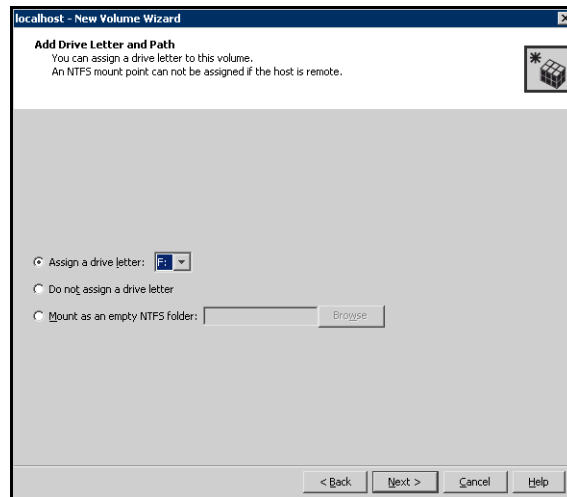 localhost - New Volume Wizard
Add Drive Letter and Path
You can assign a drive letter to this volume.
An NTFS mount point can not be assigned if the host is remote.
Assign a drive letter: F:
Do not assign a drive letter
Mount as an empty NTFS folder: Browse
< Back Next > Cancel Help